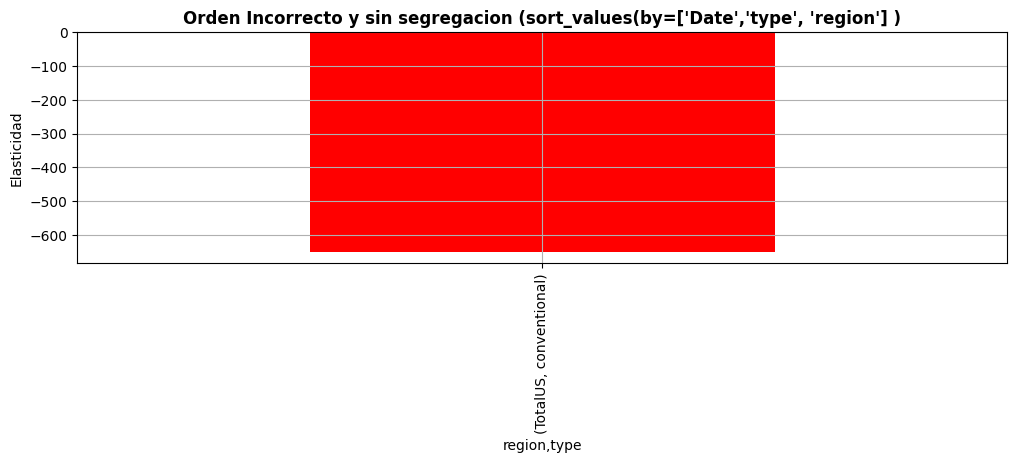 Orden Incorrecto y sin segregacion (sort_values(by=['Date','type', 'region'] )
0
−100
−200
−300
−400
−500
−600
Elasticidad
(TotalUS, conventional)
region,type